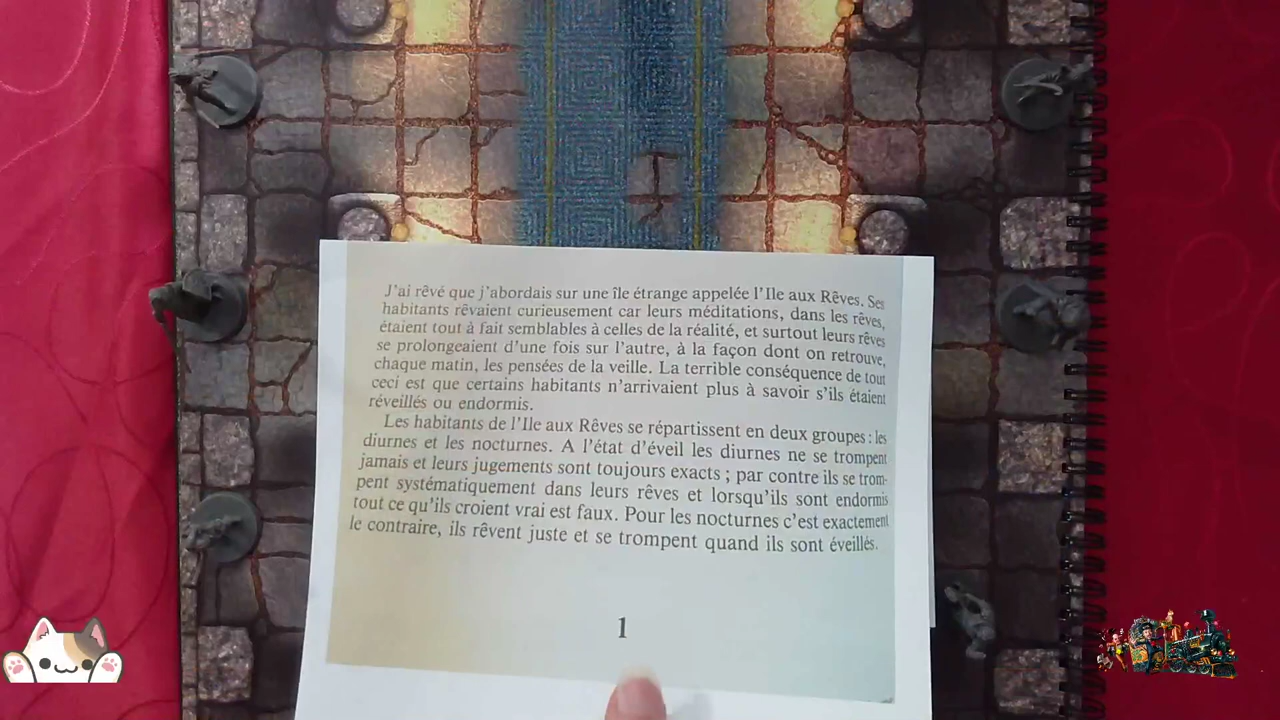 J'ai rêvé que j'abordais sur une île étrange appelée l'Ile aux Rêves. Ses
habitants rêvaient curieusement car leurs méditations, dans les rêves,
étaient tout à fait semblables à celles de la réalité, et surtout leurs rêves
se prolongeaient d'une fois sur l'autre, à la façon dont on retrouve,
chaque matin, les pensées de la veille. La terrible conséquence de tout
ceci est que certains habitants n'arrivaient plus à savoir s'ils étaient
réveillés ou endormis.
Les habitants de l'Ile aux Rêves se répartissent en deux groupes : les
diurnes et les nocturnes. A l'état d'éveil les diurnes ne se trompent
jamais et leurs jugements sont toujours exacts ; par contre ils se trom-
pent systématiquement dans leurs rêves et lorsqu'ils sont endormis
tout ce qu'ils croient vrai est faux. Pour les nocturnes c'est exactement
le contraire, ils rêvent juste et se trompent quand ils sont éveillés.
1